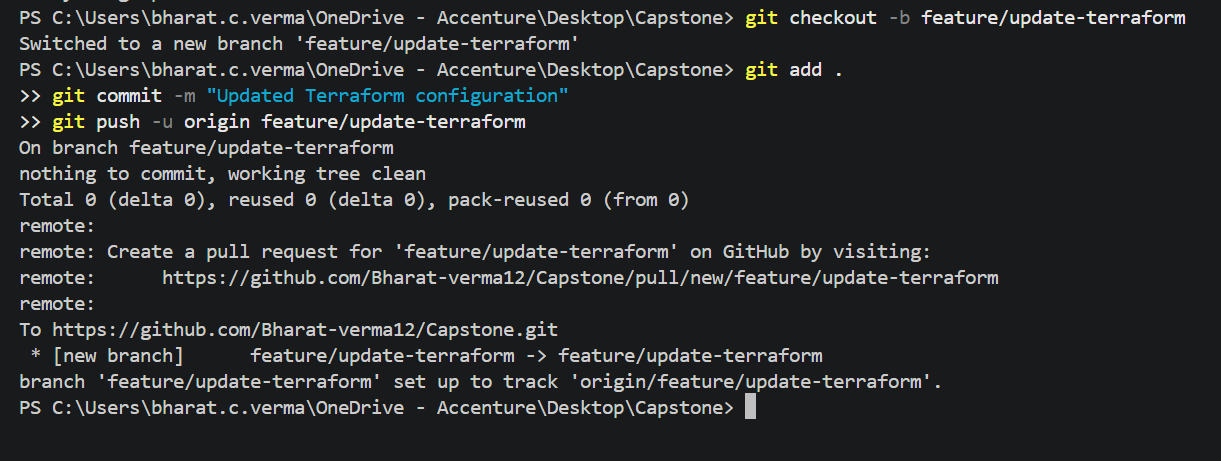 PS C:\Users\bharat.c.verma\OneDrive - Accenture\Desktop\Capstone> git checkout -b feature/update-terraform
Switched to a new branch 'feature/update-terraform'
PS C:\Users\bharat.c.verma\OneDrive - Accenture\Desktop\Capstone> git add .
>> git commit -m "Updated Terraform configuration"
>> git push -u origin feature/update-terraform
On branch feature/update-terraform
nothing to commit, working tree clean
Total 0 (delta 0), reused 0 (delta 0), pack-reused 0 (from 0)
remote:
remote: Create a pull request for 'feature/update-terraform' on GitHub by visiting:
remote:      https://github.com/Bharat-verma12/Capstone/pull/new/feature/update-terraform
remote:
To https://github.com/Bharat-verma12/Capstone.git
 * [new branch]      feature/update-terraform -> feature/update-terraform
branch 'feature/update-terraform' set up to track 'origin/feature/update-terraform'.
PS C:\Users\bharat.c.verma\OneDrive - Accenture\Desktop\Capstone>